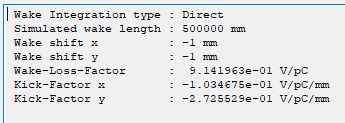 Wake Integration type : Direct
Simulated wake length : 500000 mm
Wake shift x : -1 mm
Wake shift y : -1 mm
Wake-Loss-Factor : 9.141963e-01 V/pC
Kick-Factor x : -1.034675e-01 V/pC/mm
Kick-Factor y : -2.725529e-01 V/pC/mm